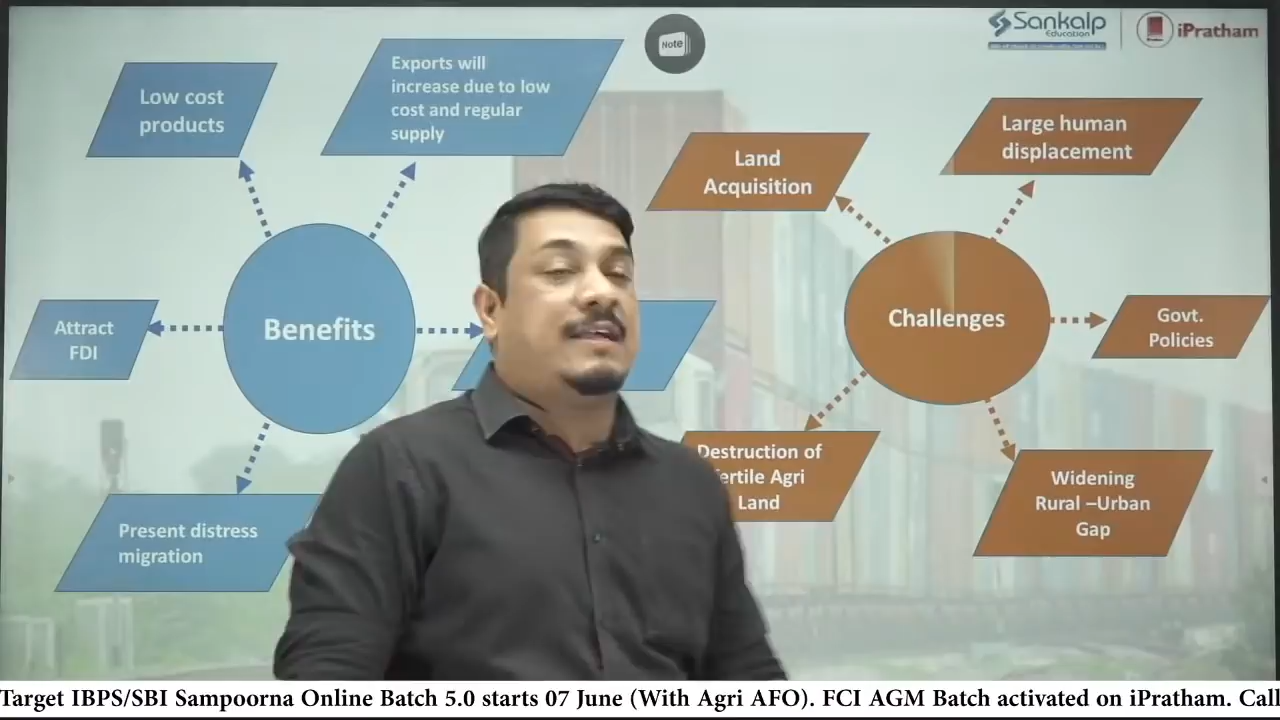 Sankalp
Education
iPratham
Note
Low cost
products
Exports will
increase due to low
cost and regular
supply
Attract
FDI
Benefits
Present distress
migration
Land
Acquisition
Large human
displacement
Challenges
Govt.
Policies
Destruction of
Agri
Land
Widening
Rural –Urban
Gap
Target IBPS/SBI Sampoorna Online Batch 5.0 starts 07 June (With Agri AFO). FCI AGM Batch activated on iPratham. Call